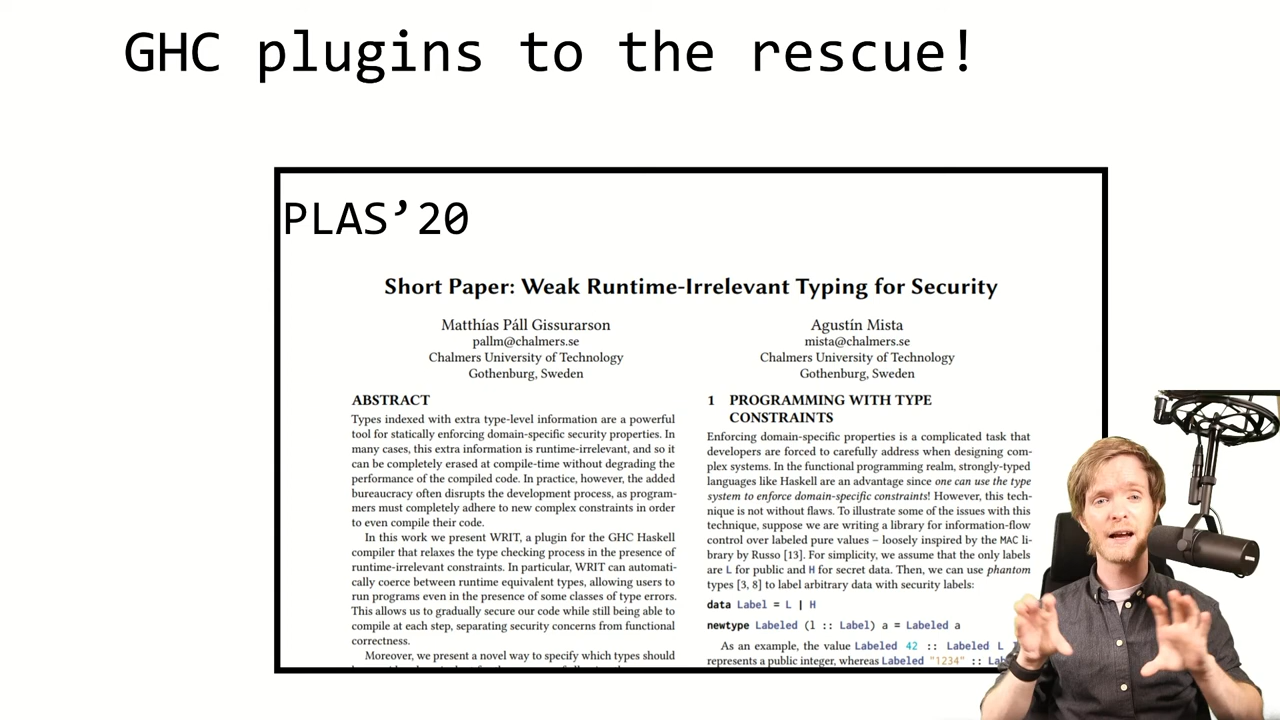 GHC plugins to the rescue!
PLAS’20
Short Paper: Weak Runtime-Irrelevant Typing for Security
Matthías Páll Gissurarson
pallm@chalmers.se
Chalmers University of Technology
Gothenburg, Sweden
Agustín Mista
mista@chalmers.se
Chalmers University of Technology
Gothenburg, Sweden
ABSTRACT
Types indexed with extra type-level information are a powerful
tool for statically enforcing domain-specific security properties. In
many cases, this extra information is runtime-irrelevant, and so it
can be completely erased at compile-time without degrading the
performance of the compiled code. In practice, however, the added
bureaucracy often disrupts the development process, as program-
mers must completely adhere to new complex constraints in order
to even compile their code.
In this work we present WRIT, a plugin for the GHC Haskell
compiler that relaxes the type checking process in the presence of
runtime-irrelevant constraints. In particular, WRIT can automati-
cally coerce between runtime equivalent types, allowing users to
run programs even in the presence of some classes of type errors.
This allows us to gradually secure our code while still being able to
compile at each step, separating security concerns from functional
correctness.
Moreover, we present a novel way to specify which types should
1 PROGRAMMING WITH TYPE
CONSTRAINTS
Enforcing domain-specific properties is a complicated task that
developers are forced to carefully address when designing com-
plex systems. In the functional programming realm, strongly-typed
languages like Haskell are an advantage since one can use the type
system to enforce domain-specific constraints! However, this tech-
nique is not without flaws. To illustrate some of the issues with this
technique, suppose we are writing a library for information-flow
control over labeled pure values – loosely inspired by the MAC li-
brary by Russo [13]. For simplicity, we assume that the only labels
are L for public and H for secret data. Then, we can use phantom
types [3, 8] to label arbitrary data with security labels:
data Label = L | H
newtype Labeled (l :: Label) a = Labeled a
As an example, the value Labeled 42 :: Labeled L
represents a public integer, whereas Labeled "1234" ::